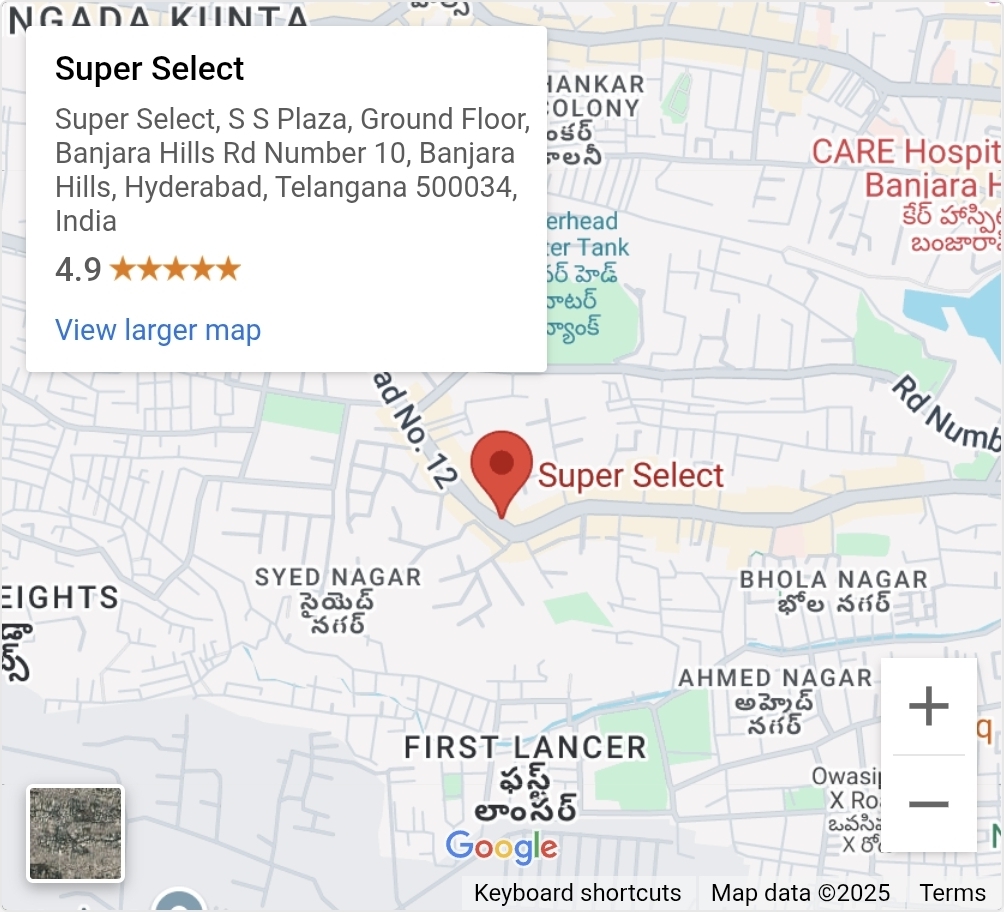 NGADA KUNTA
Super Select
Super Select, S S Plaza, Ground Floor,
Banjara Hills Rd Number 10, Banjara
Hills, Hyderabad, Telangana 500034,
India
4.9
View larger map
HANKAR
COLONY
ంకర్
ాలనీ
CARE Hospit
Banjara H
కేర్ హాస్పి
బంజారా
erhead
er Tank
హెడ్
వాటర్
ట్యాంక్
ad No. 12
Rd Numb
Super Select
SYED NAGAR
సైయెద్
నగర్
BHOLA NAGAR
భోల నగర్
EIGHTS
AHMED NAGAR
అహ్మెద్
నగర్
FIRST LANCER
ఫస్ట్
లాంసర్
Owasip
X Ro
ఒవసి
X రో
q
N
Google
Keyboard shortcuts
Map data ©2025
Terms